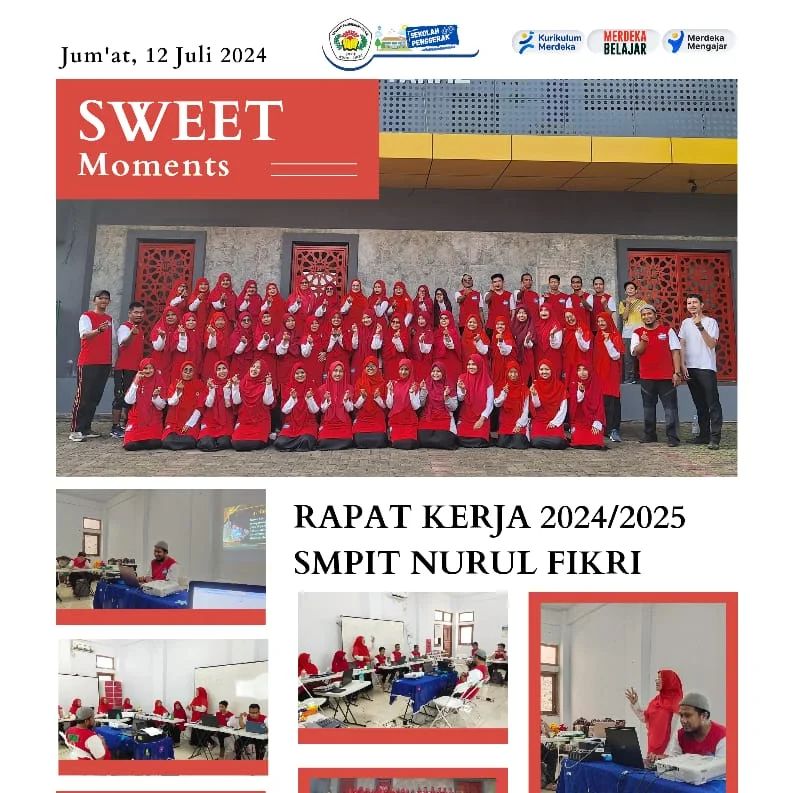 Jum'at, 12 Juli 2024
SEKOLAH
PENGGERAK
Kurikulum
Merdeka
MERDEKA
BELAJAR
Merdeka
Mengajar
SWEET
Moments
RAPAT KERJA 2024/2025
SMPIT NURUL FIKRI